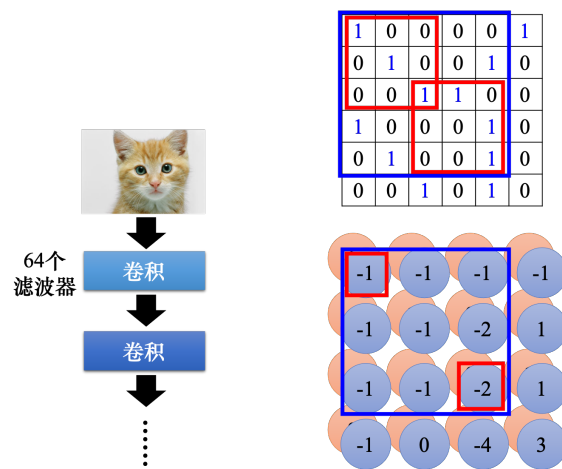 1 0 0 0 0 1
0 1 0 0 1 0
0 0 1 1 0 0
1 0 0 0 1 0
0 1 0 0 1 0
0 0 1 0 1 0
64个
滤波器
卷积
卷积
-1 -1 -1 -1
-1 -1 -2 1
-1 -1 -2 1
-1 0 -4 3